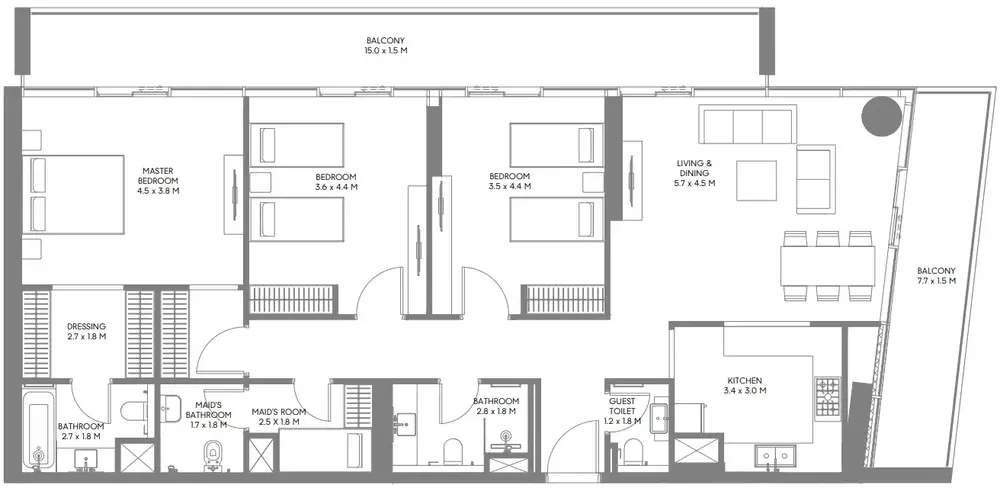 BALCONY
15.0 x 1.5 M
MASTER
BEDROOM
4.5 x 3.8 M
BEDROOM
3.6 x 4.4 M
BEDROOM
3.5 x 4.4 M
LIVING &
DINING
5.7 x 4.5 M
BALCONY
7.7 x 1.5 M
DRESSING
2.7 x 1.8 M
KITCHEN
3.4 x 3.0 M
BATHROOM
2.7 x 1.8 M
MAID'S
BATHROOM
1.7 x 1.8 M
MAID'S ROOM
2.5 X 1.8 M
BATHROOM
2.8 x 1.8 M
GUEST
TOILET
1.2 x 1.8 M